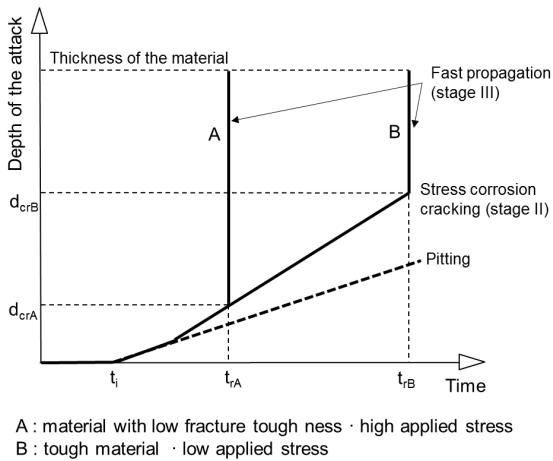 Depth of the attack
Thickness of the material
Fast propagation
(stage III)
A
B
d_crB
Stress corrosion
cracking (stage II)
Pitting
d_crA
t_i
t_rA
t_rB
Time
A : material with low fracture tough ness · high applied stress
B : tough material · low applied stress